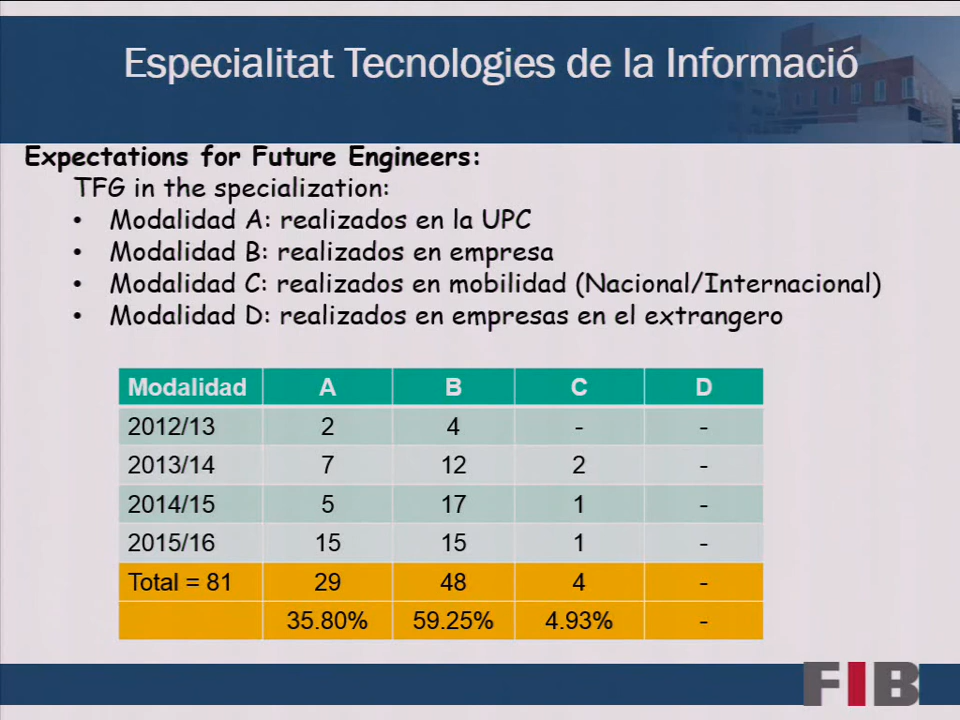 Especialitat Tecnologies de la Informació
Expectations for Future Engineers:
TFG in the specialization:
• Modalidad A: realizados en la UPC
• Modalidad B: realizados en empresa
• Modalidad C: realizados en mobilidad (Nacional/Internacional)
• Modalidad D: realizados en empresas en el extrangero
Modalidad A B C D
2012/13 2 4 - -
2013/14 7 12 2 -
2014/15 5 17 1 -
2015/16 15 15 1 -
Total = 81 29 48 4 -
35.80% 59.25% 4.93% -
FIB